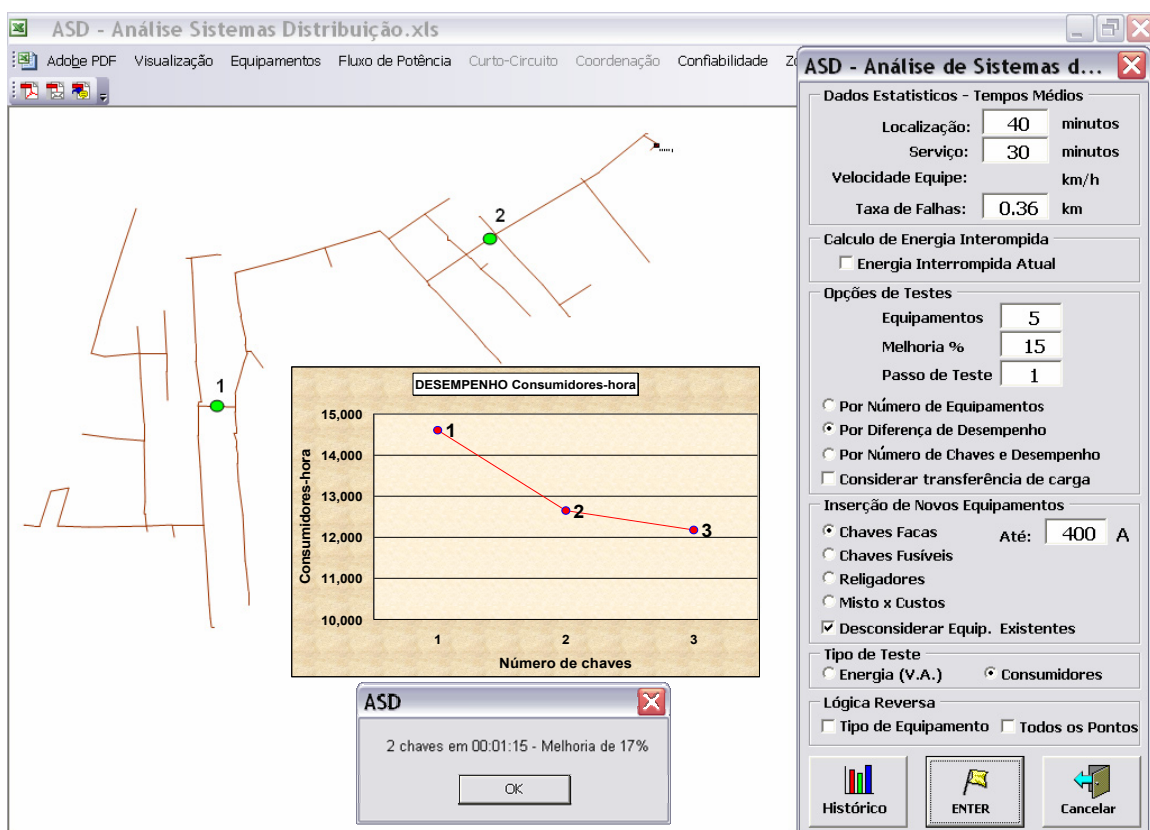 ASD - Análise Sistemas Distribuição.xls
Adobe PDF Visualização Equipamentos Fluxo de Potência Curto-Circuito Coordenação Confiabilidade
2
1
DESEMPENHO Consumidores-hora
Consumidores-hora
15,000
14,000
13,000
12,000
11,000
10,000
1
2
3
1 2 3
Número de chaves
ASD
2 chaves em 00:01:15 - Melhoria de 17%
OK
ASD - Análise de Sistemas d...
Dados Estatisticos - Tempos Médios
Localização: 40 minutos
Serviço: 30 minutos
Velocidade Equipe: km/h
Taxa de Falhas: 0.36 km
Calculo de Energia Interompida
Energia Interrompida Atual
Opções de Testes
Equipamentos 5
Melhoria % 15
Passo de Teste 1
Por Número de Equipamentos
Por Diferença de Desempenho
Por Número de Chaves e Desempenho
Considerar transferência de carga
Inserção de Novos Equipamentos
Chaves Facas Até: 400 A
Chaves Fusíveis
Religadores
Misto x Custos
Desconsiderar Equip. Existentes
Tipo de Teste
Energia (V.A.) Consumidores
Lógica Reversa
Tipo de Equipamento Todos os Pontos
Histórico ENTER Cancelar